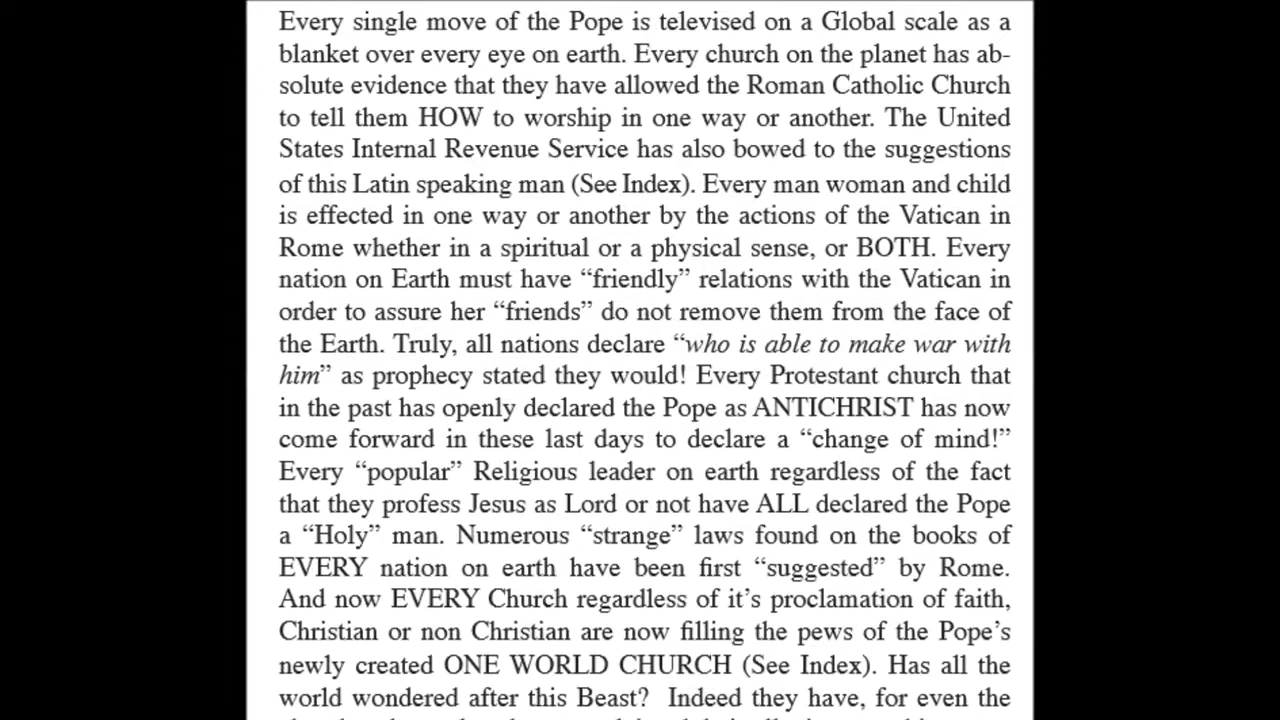 Every single move of the Pope is televised on a Global scale as a
blanket over every eye on earth. Every church on the planet has ab-
solute evidence that they have allowed the Roman Catholic Church
to tell them HOW to worship in one way or another. The United
States Internal Revenue Service has also bowed to the suggestions
of this Latin speaking man (See Index). Every man woman and child
is effected in one way or another by the actions of the Vatican in
Rome whether in a spiritual or a physical sense, or BOTH. Every
nation on Earth must have “friendly” relations with the Vatican in
order to assure her “friends” do not remove them from the face of
the Earth. Truly, all nations declare “who is able to make war with
him” as prophecy stated they would! Every Protestant church that
in the past has openly declared the Pope as ANTICHRIST has now
come forward in these last days to declare a “change of mind!”
Every “popular” Religious leader on earth regardless of the fact
that they profess Jesus as Lord or not have ALL declared the Pope
a “Holy” man. Numerous “strange” laws found on the books of
EVERY nation on earth have been first “suggested” by Rome.
And now EVERY Church regardless of it’s proclamation of faith,
Christian or non Christian are now filling the pews of the Pope’s
newly created ONE WORLD CHURCH (See Index). Has all the
world wondered after this Beast? Indeed they have, for even the